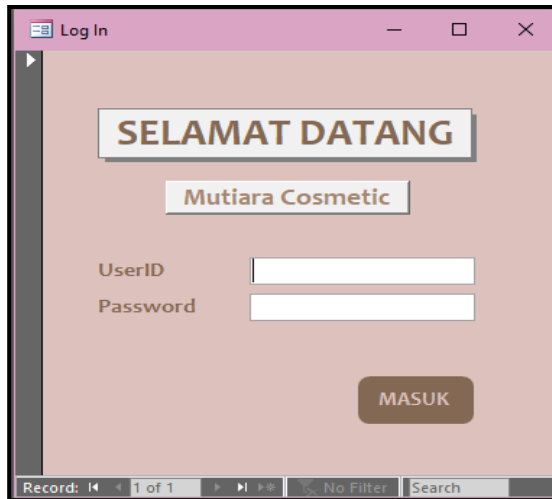 Log In
SELAMAT DATANG
Mutiara Cosmetic
UserID
Password
MASUK
Record: 1 of 1 No Filter Search